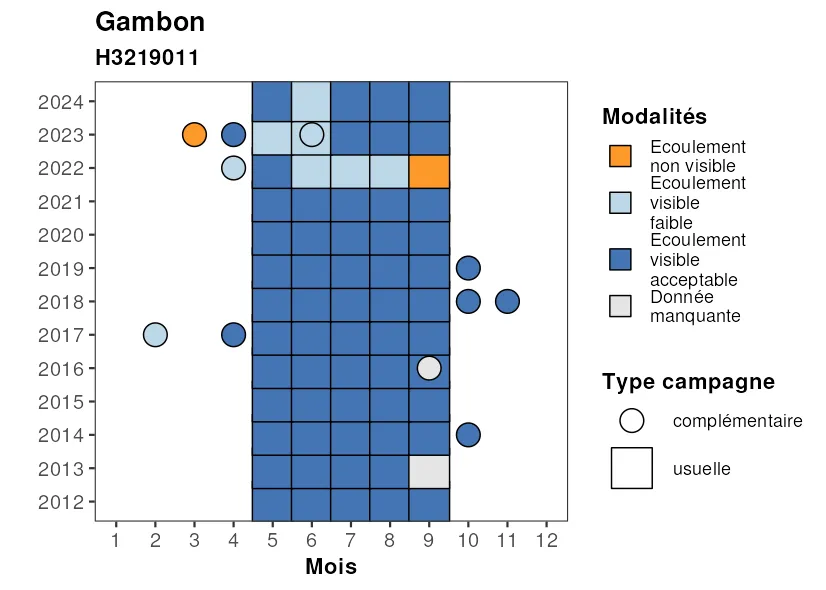 Gambon
H3219011
2024
2023
2022
2021
2020
2019
2018
2017
2016
2015
2014
2013
2012
1 2 3 4 5 6 7 8 9 10 11 12
Mois
Modalités
Ecoulement
non visible
Ecoulement
visible
faible
Ecoulement
visible
acceptable
Donnée
manquante
Type campagne
complémentaire
usuelle